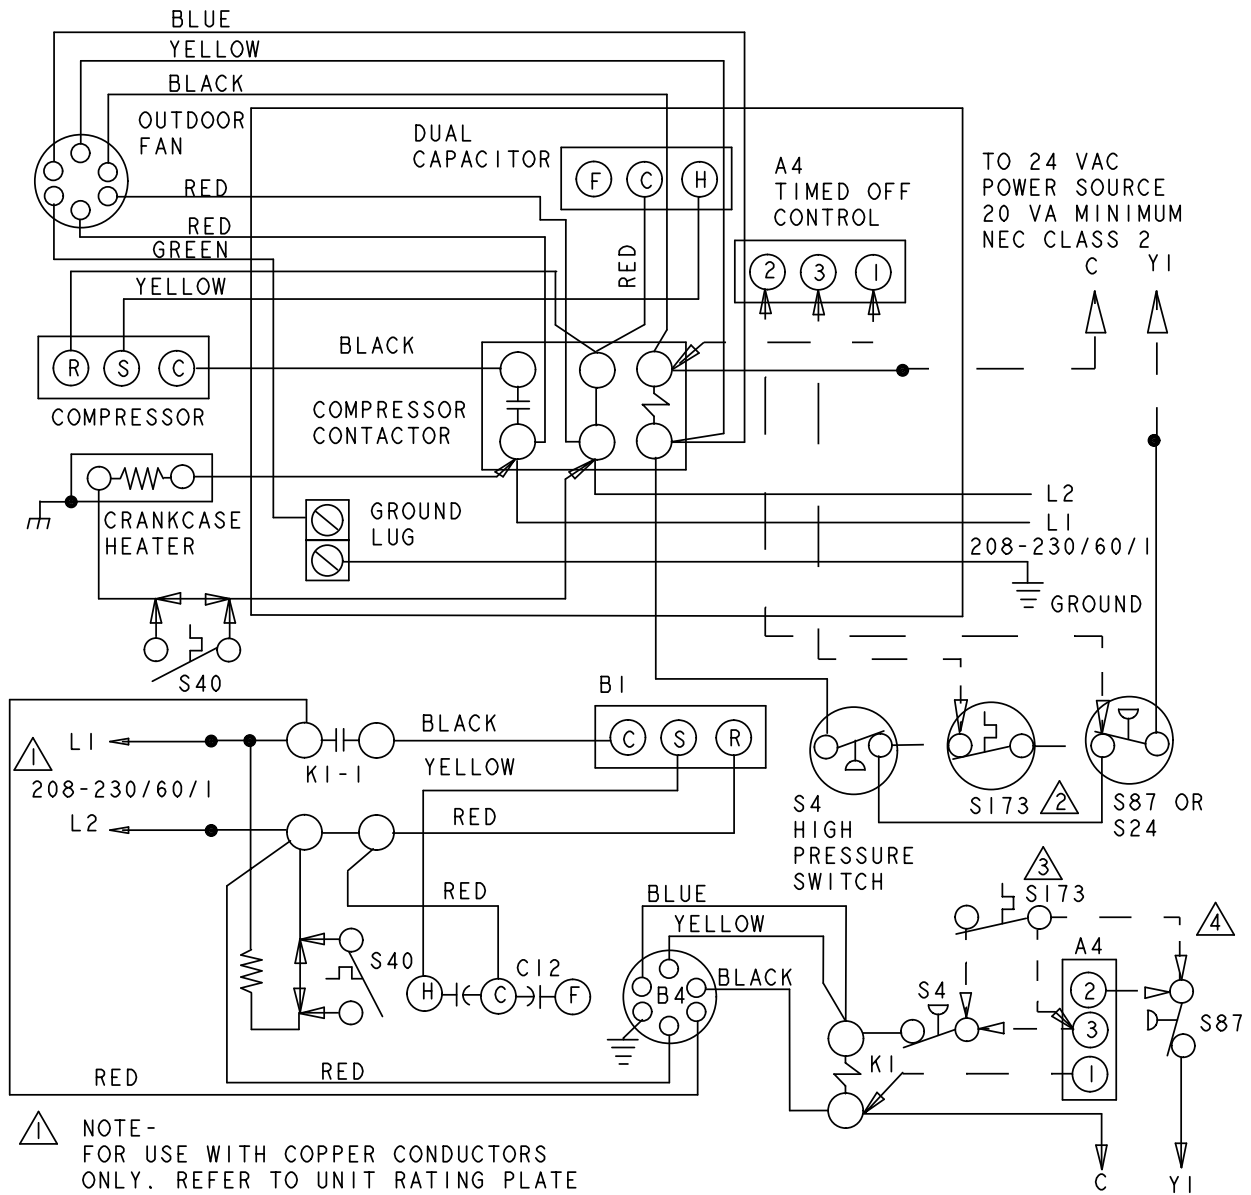 BLUE
YELLOW
BLACK
OUTDOOR
FAN
DUAL
CAPACITOR
F C H
A4
TIMED OFF
CONTROL
TO 24 VAC
POWER SOURCE
20 VA MINIMUM
NEC CLASS 2
C Y1
RED
RED
GREEN
RED
2 3 1
YELLOW
BLACK
R S C
COMPRESSOR
COMPRESSOR
CONTACTOR
CRANKCASE
HEATER
GROUND
LUG
L2
L1
208-230/60/1
GROUND
S40
B1
L1
1
K1-1
BLACK
C S R
YELLOW
208-230/60/1
L2
RED
S4
HIGH
PRESSURE
SWITCH
S173
2
S87 OR
S24
RED
BLUE
YELLOW
3
S173
4
A4
S40
C12
H C F
B4
BLACK
S4
2
3
1
S87
K1
RED
RED
C
Y1
1
NOTE-
FOR USE WITH COPPER CONDUCTORS
ONLY. REFER TO UNIT RATING PLATE